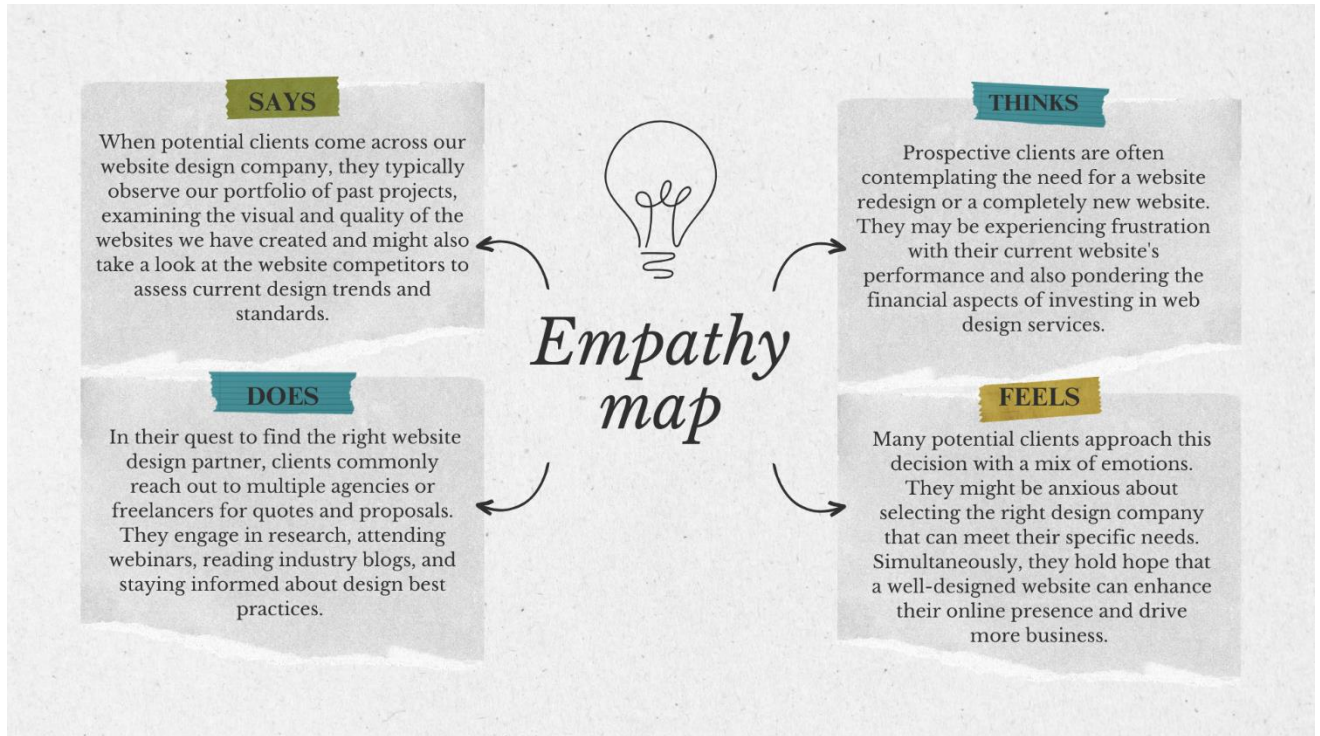 SAYS
When potential clients come across our
website design company, they typically
observe our portfolio of past projects,
examining the visual and quality of the
websites we have created and might also
take a look at the website competitors to
assess current design trends and
standards.
DOES
In their quest to find the right website
design partner, clients commonly
reach out to multiple agencies or
freelancers for quotes and proposals.
They engage in research, attending
webinars, reading industry blogs, and
staying informed about design best
practices.
Empathy
map
THINKS
Prospective clients are often
contemplating the need for a website
redesign or a completely new website.
They may be experiencing frustration
with their current website's
performance and also pondering the
financial aspects of investing in web
design services.
FEELS
Many potential clients approach this
decision with a mix of emotions.
They might be anxious about
selecting the right design company
that can meet their specific needs.
Simultaneously, they hold hope that
a well-designed website can enhance
their online presence and drive
more business.